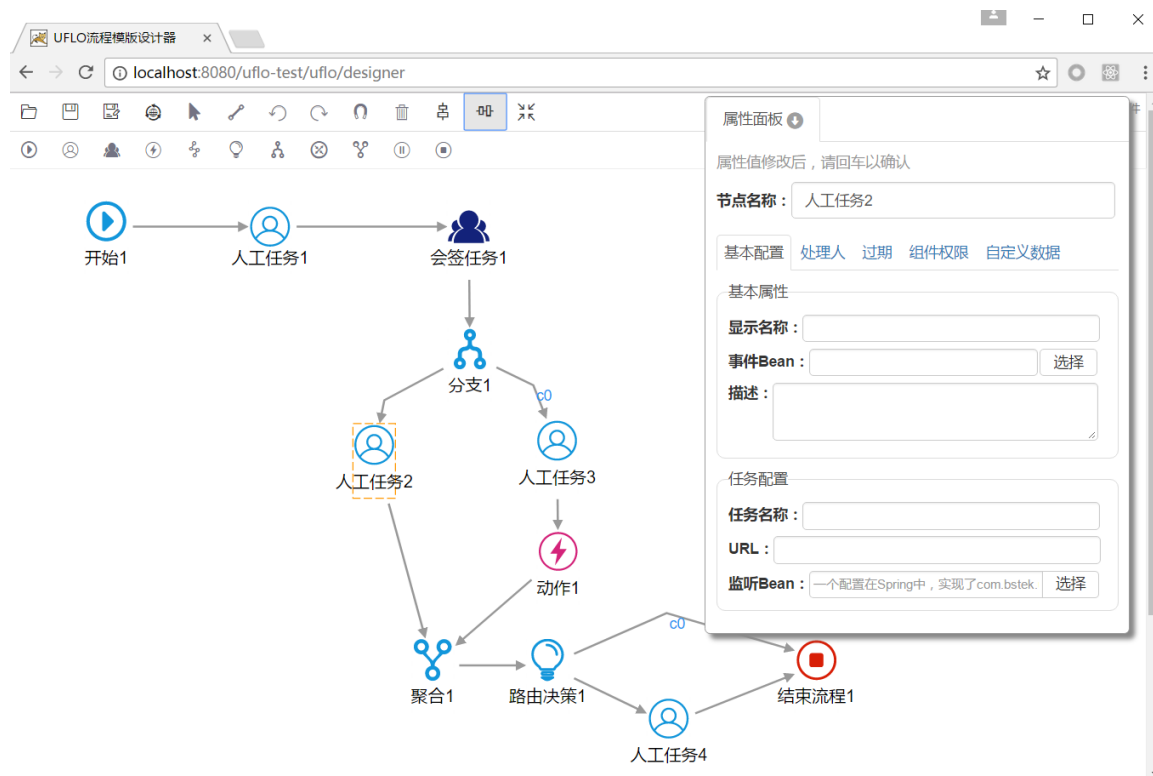 UFLO流程模版设计器
localhost:8080/uflo-test/uflo/designer
属性面板
件
属性值修改后，请回车以确认
节点名称： 人工任务2
基本配置 处理人 过期 组件权限 自定义数据
基本属性
显示名称：
事件Bean： 选择
描述：
任务配置
任务名称：
URL：
监听Bean： 一个配置在Spring中，实现了com.bstek. 选择
开始1
人工任务1
会签任务1
分支1
c0
人工任务2
人工任务3
动作1
c0
聚合1
路由决策1
结束流程1
人工任务4